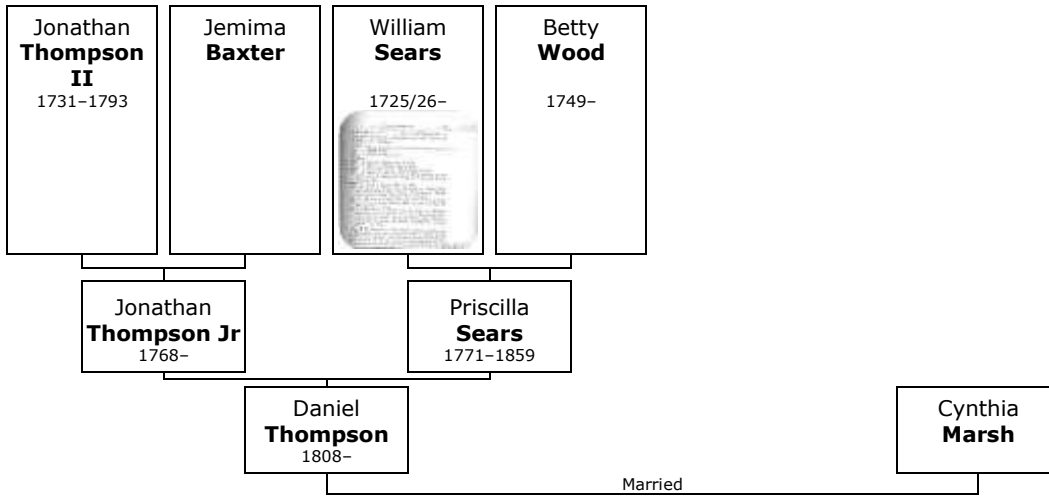 Jonathan
Thompson
II
1731–1793
Jemima
Baxter
William
Sears
1725/26–
Betty
Wood
1749–
Jonathan
Thompson Jr
1768–
Priscilla
Sears
1771–1859
Daniel
Thompson
1808–
Cynthia
Marsh
Married